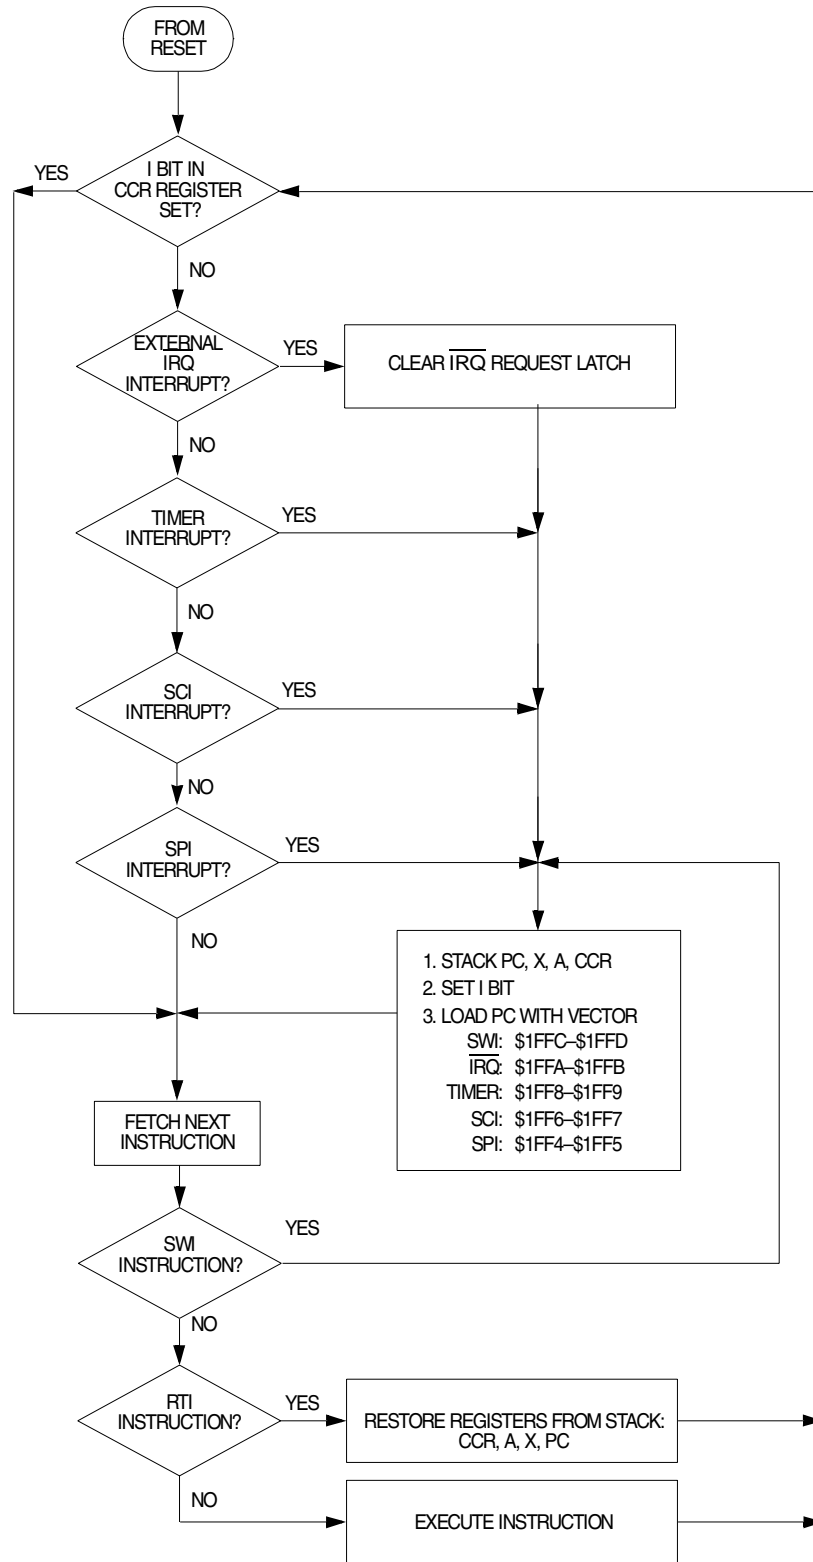 FROM
RESET
I BIT IN
CCR REGISTER
SET?
YES
NO
EXTERNAL
IRQ
INTERRUPT?
YES
CLEAR IRQ REQUEST LATCH
NO
TIMER
INTERRUPT?
YES
NO
SCI
INTERRUPT?
YES
NO
SPI
INTERRUPT?
YES
NO
1. STACK PC, X, A, CCR
2. SET I BIT
3. LOAD PC WITH VECTOR
SWI: $1FFC–$1FFD
IRQ: $1FFA–$1FFB
TIMER: $1FF8–$1FF9
SCI: $1FF6–$1FF7
SPI: $1FF4–$1FF5
FETCH NEXT
INSTRUCTION
SWI
INSTRUCTION?
YES
NO
RTI
INSTRUCTION?
YES
RESTORE REGISTERS FROM STACK:
CCR, A, X, PC
NO
EXECUTE INSTRUCTION